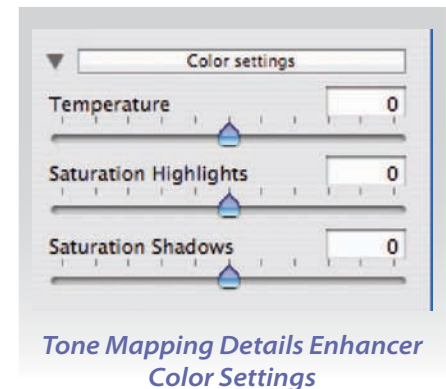 Color settings
Temperature 0
Saturation Highlights 0
Saturation Shadows 0
Tone Mapping Details Enhancer
Color Settings